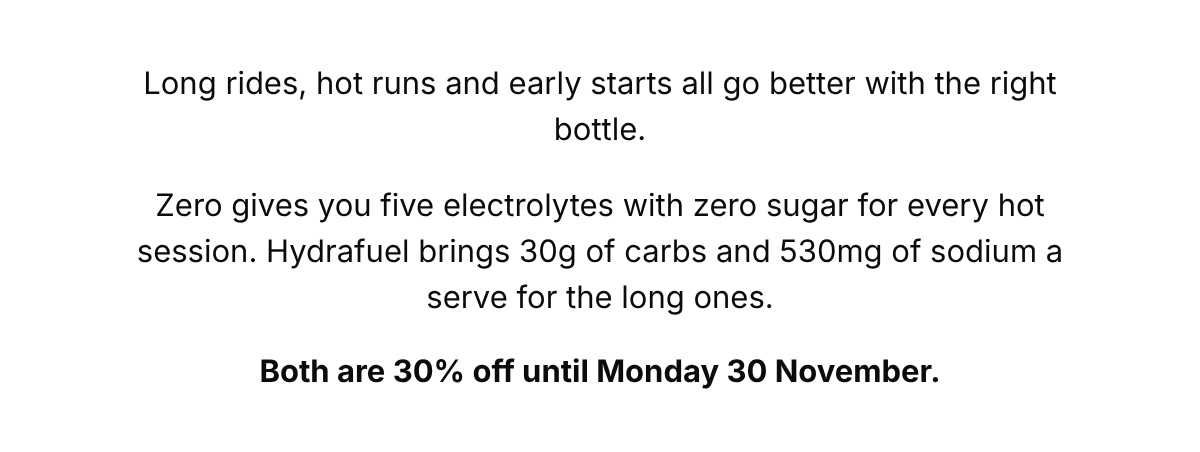 Long rides, hot runs and early starts all go better with the right
bottle.
Zero gives you five electrolytes with zero sugar for every hot
session. Hydrafuel brings 30g of carbs and 530mg of sodium a
serve for the long ones.
Both are 30% off until Monday 30 November.